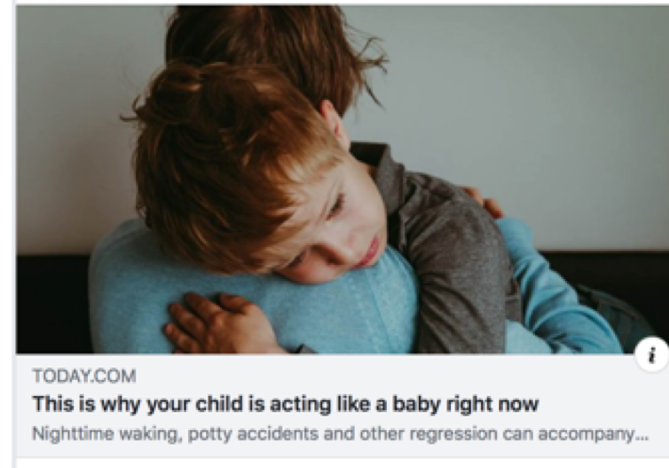 TODAY.COM
This is why your child is acting like a baby right now
Nighttime waking, potty accidents and other regression can accompany...